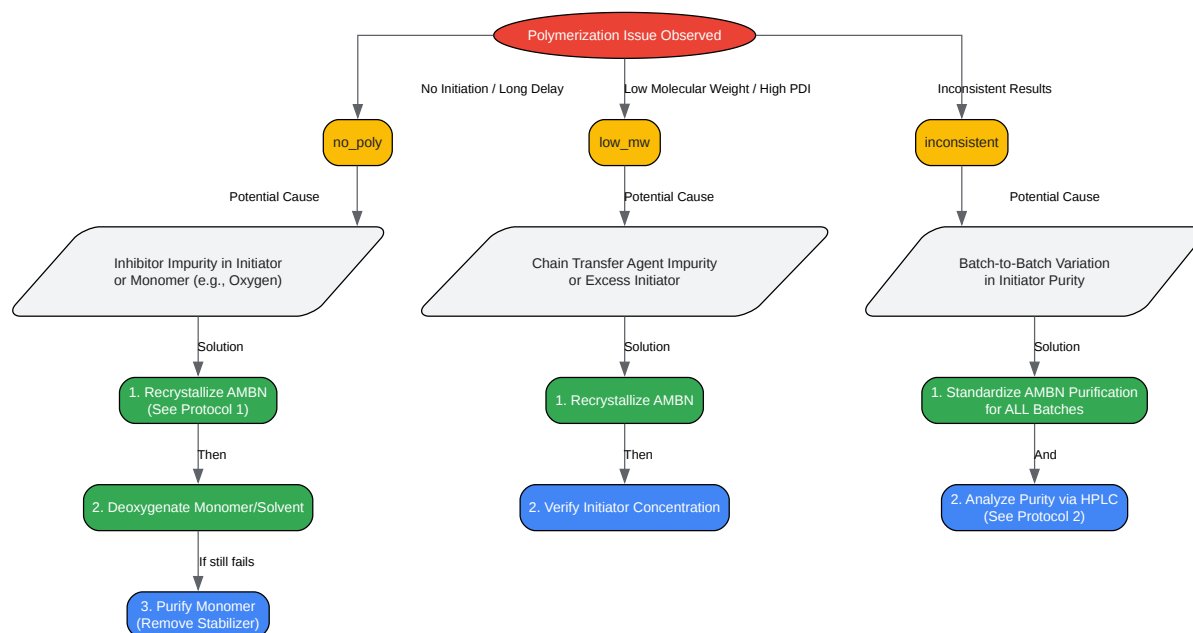 Polymerization Issue Observed
No Initiation / Long Delay
Low Molecular Weight / High PDI
Inconsistent Results
no_poly
low_mw
inconsistent
Potential Cause
Potential Cause
Potential Cause
Inhibitor Impurity in Initiator
or Monomer (e.g., Oxygen)
Chain Transfer Agent Impurity
or Excess Initiator
Batch-to-Batch Variation
in Initiator Purity
Solution
Solution
Solution
1. Recrystallize AMBN
(See Protocol 1)
1. Recrystallize AMBN
1. Standardize AMBN Purification
for ALL Batches
Then
Then
And
2. Deoxygenate Monomer/Solvent
2. Verify Initiator Concentration
2. Analyze Purity via HPLC
(See Protocol 2)
If still fails
3. Purify Monomer
(Remove Stabilizer)